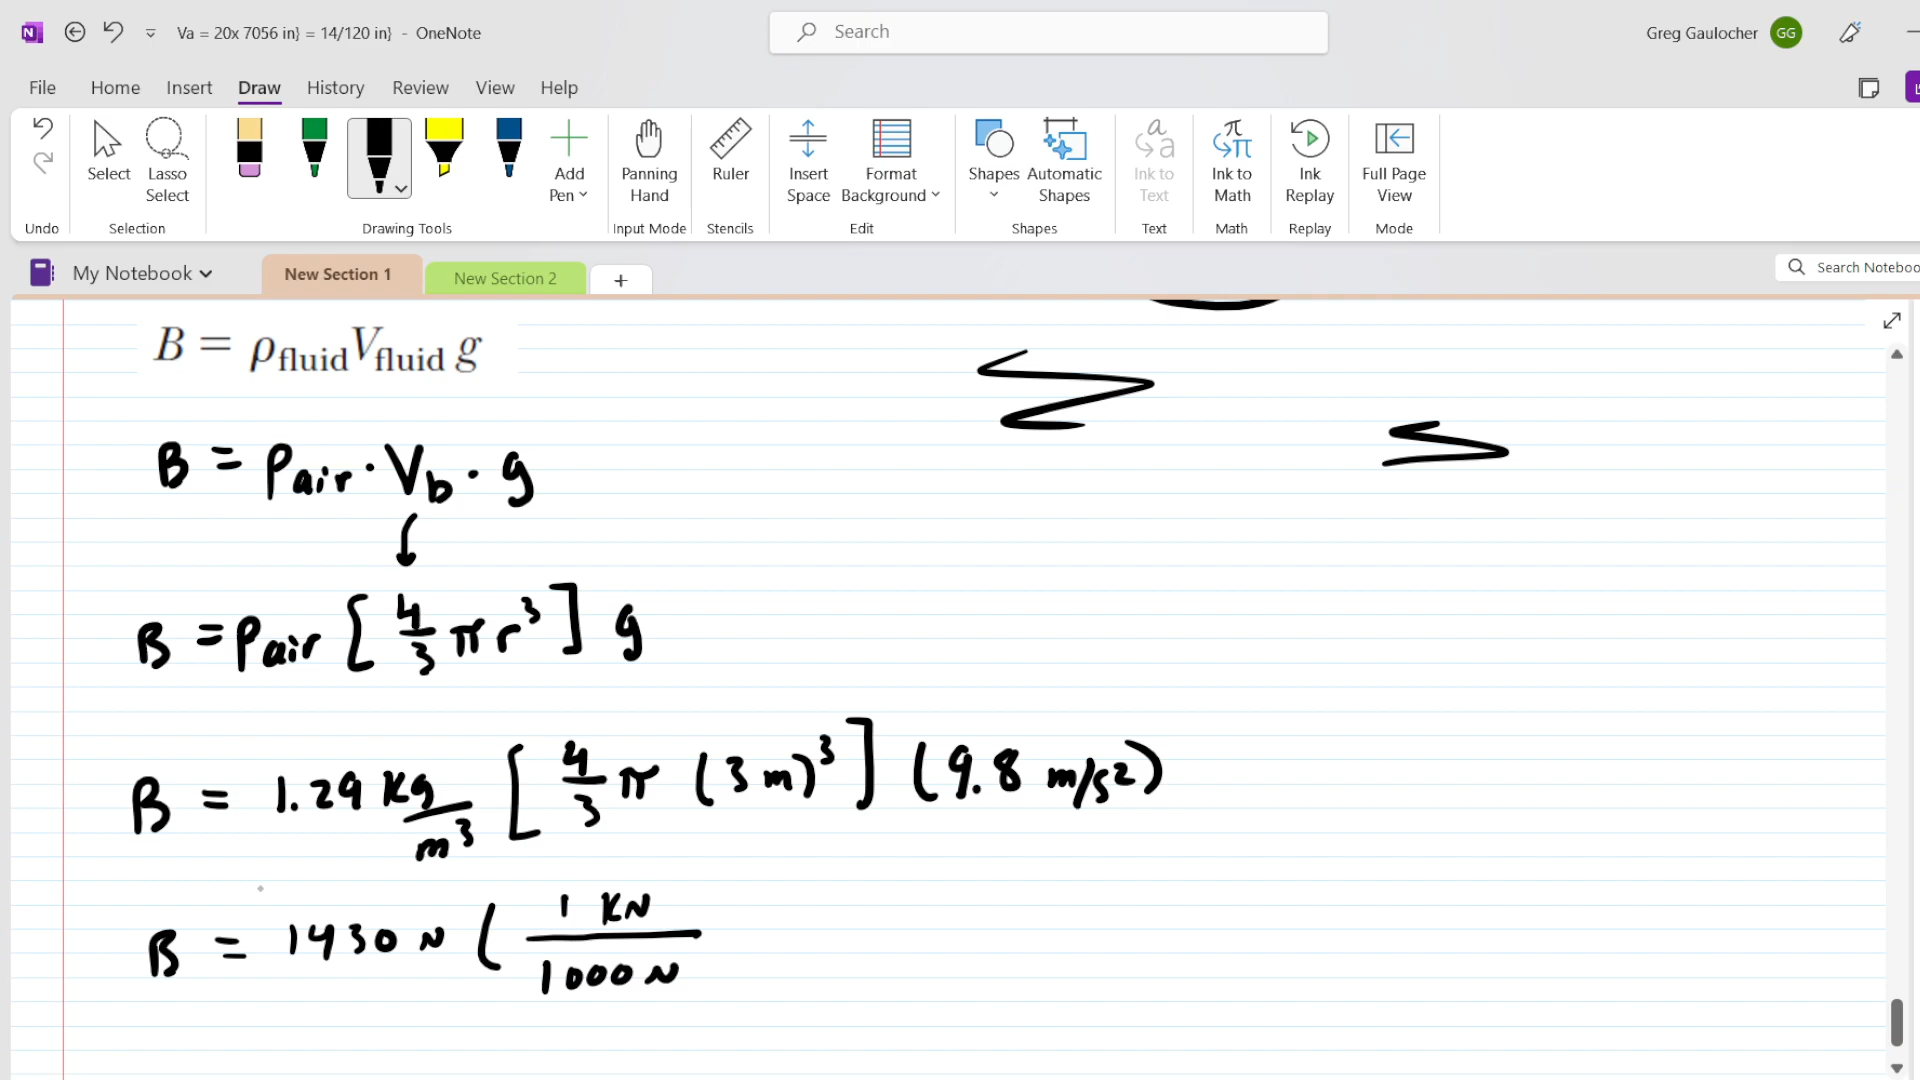 Va = 20x 7056 in} = 14/120 in} - OneNote
Search
Greg Gaulocher GG
File Home Insert Draw History Review View Help
Select
Lasso Select
Add Pen
Panning Hand
Ruler
Insert Space
Format Background
Shapes
Automatic Shapes
Ink to Text
Ink to Math
Ink Replay
Full Page View
Undo Selection Drawing Tools Input Mode Stencils Edit Shapes Text Math Replay Mode
My Notebook New Section 1 New Section 2 + Search Noteboo
B = ρfluid Vfluid g
B = Pair · Vb · g
B = Pair [ 4/3 π r³ ] g
B = 1.29 Kg/m³ [ 4/3 π (3 m)³ ] (9.8 m/s2)
B = 1430 N ( 1 KN / 1000 N